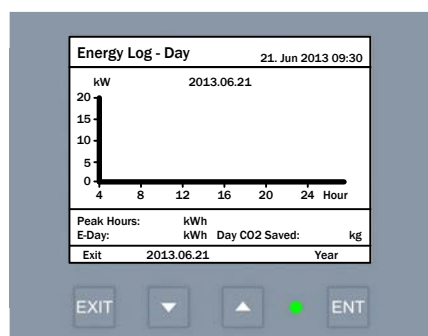 Energy Log - Day 21. Jun 2013 09:30
kW 2013.06.21
20
15
10
5
0
4 8 12 16 20 24 Hour
Peak Hours: kWh
E-Day: kWh Day CO2 Saved: kg
Exit 2013.06.21 Year
EXIT ENT